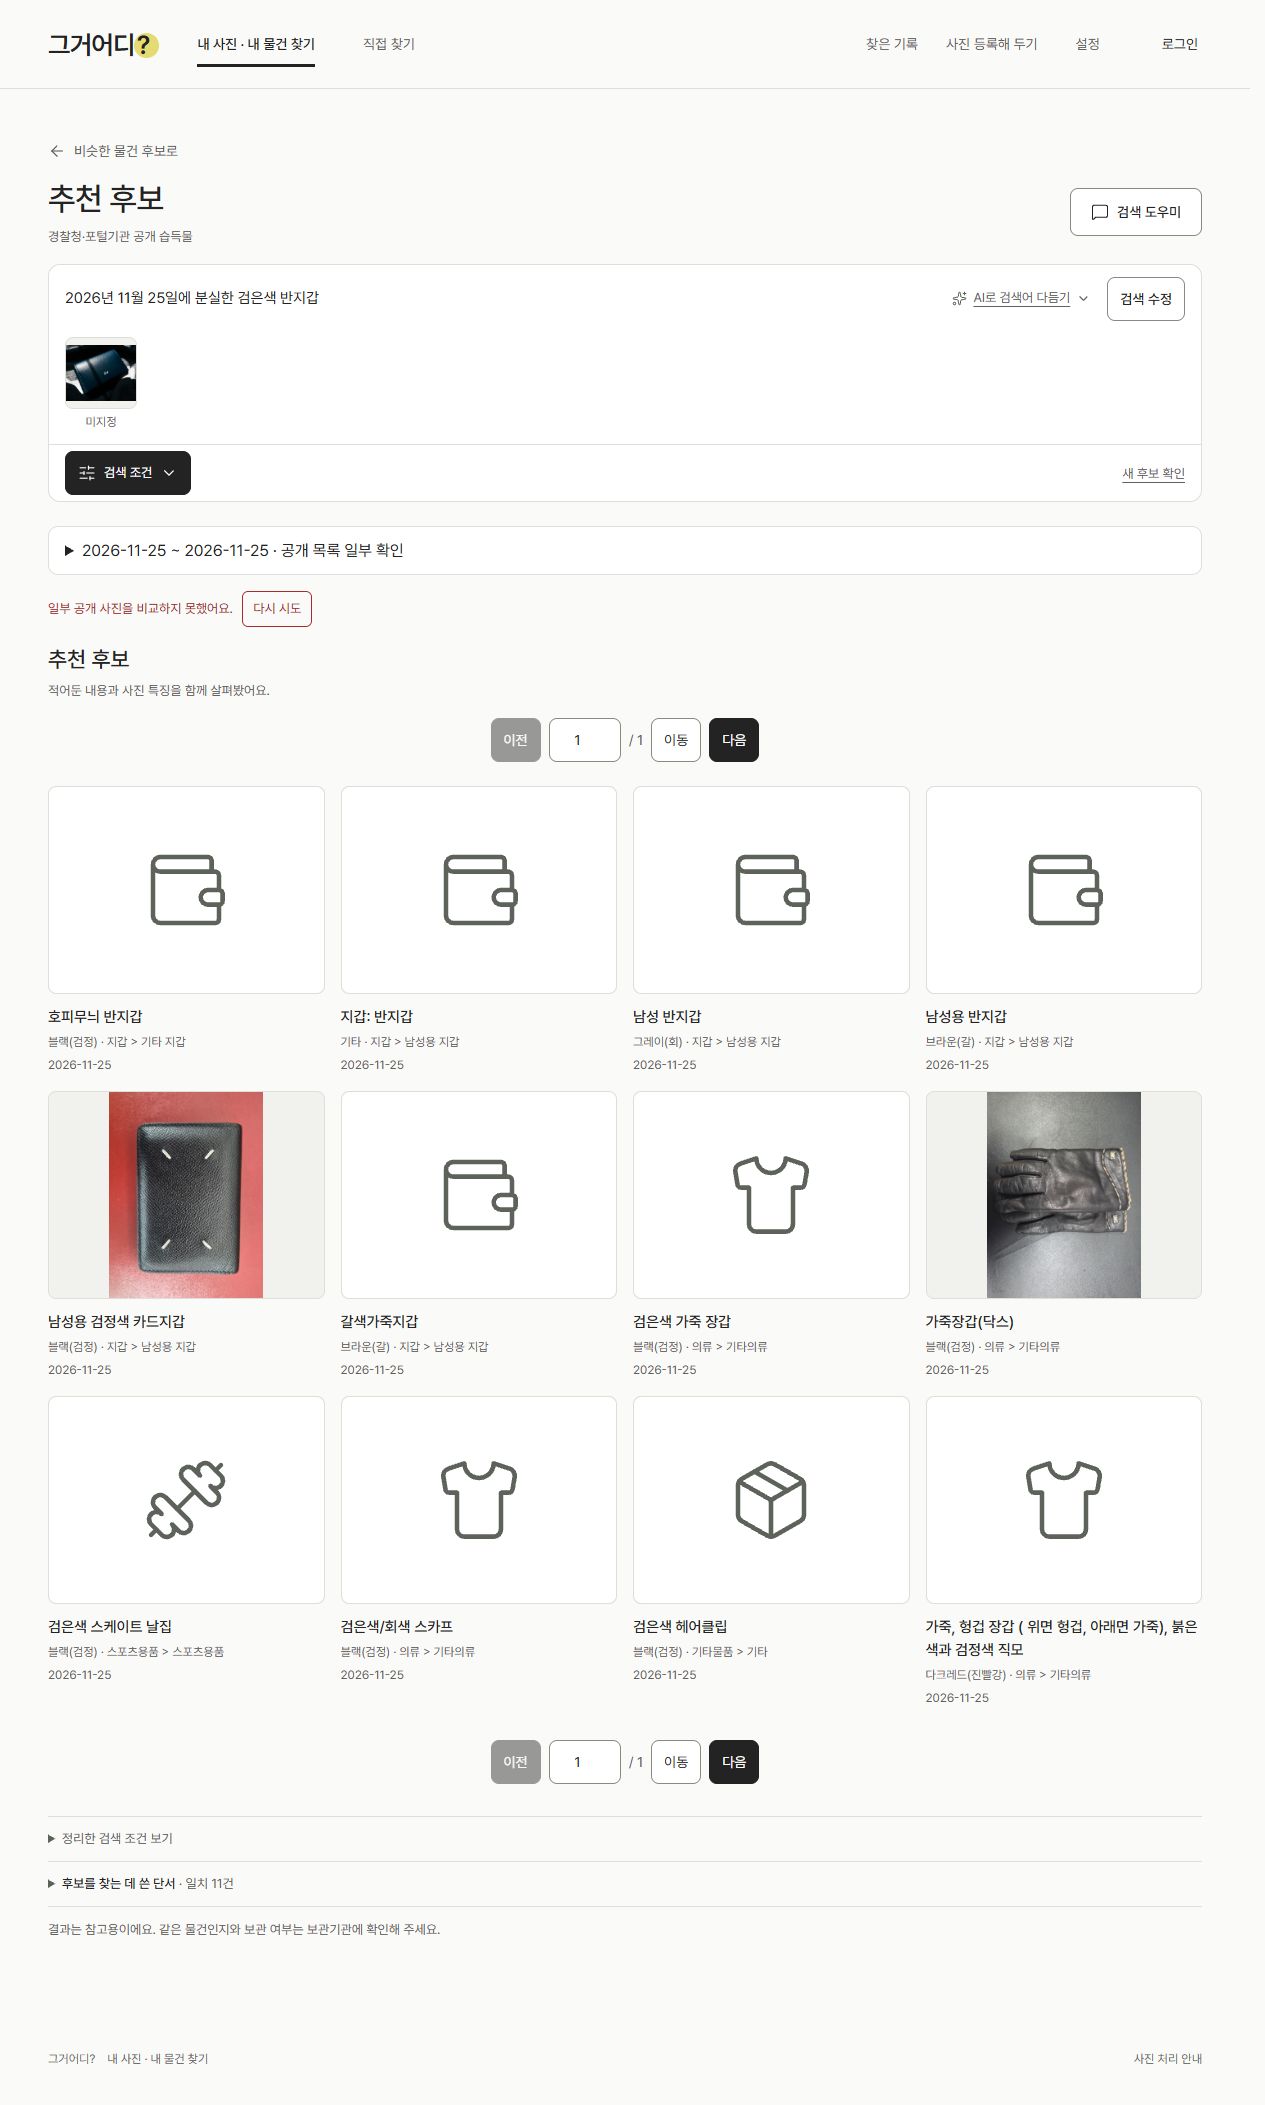 그거어디?
내 사진 · 내 물건 찾기
직접 찾기
찾은 기록
사진 등록해 두기
설정
로그인
← 비슷한 물건 후보로
추천 후보
경찰청·포털기관 공개 습득물
검색 도우미
2026년 11월 25일에 분실한 검은색 반지갑
AI로 검색어 다듬기
검색 수정
미지정
검색 조건
새 후보 확인
▶ 2026-11-25 ~ 2026-11-25 · 공개 목록 일부 확인
일부 공개 사진을 비교하지 못했어요.
다시 시도
추천 후보
적어둔 내용과 사진 특징을 함께 살펴봤어요.
이전
1
/ 1
이동
다음
호피무늬 반지갑
블랙(검정) · 지갑 > 기타 지갑
2026-11-25
지갑: 반지갑
기타 · 지갑 > 남성용 지갑
2026-11-25
남성 반지갑
그레이(회) · 지갑 > 남성용 지갑
2026-11-25
남성용 반지갑
브라운(갈) · 지갑 > 남성용 지갑
2026-11-25
남성용 검정색 카드지갑
블랙(검정) · 지갑 > 남성용 지갑
2026-11-25
갈색가죽지갑
브라운(갈) · 지갑 > 남성용 지갑
2026-11-25
검은색 가죽 장갑
블랙(검정) · 의류 > 기타의류
2026-11-25
가죽장갑(닥스)
블랙(검정) · 의류 > 기타의류
2026-11-25
검은색 스케이트 날집
블랙(검정) · 스포츠용품 > 스포츠용품
2026-11-25
검은색/회색 스카프
블랙(검정) · 의류 > 기타의류
2026-11-25
검은색 헤어클립
블랙(검정) · 기타물품 > 기타
2026-11-25
가죽, 헝겁 장갑 ( 위면 헝겁, 아래면 가죽), 붉은
색과 검정색 직모
다크레드(진빨강) · 의류 > 기타의류
2026-11-25
이전
1
/ 1
이동
다음
▶ 정리한 검색 조건 보기
▶ 후보를 찾는 데 쓴 단서 · 일치 11건
결과는 참고용이에요. 같은 물건인지와 보관 여부는 보관기관에 확인해 주세요.
그거어디?
내 사진 · 내 물건 찾기
사진 처리 안내